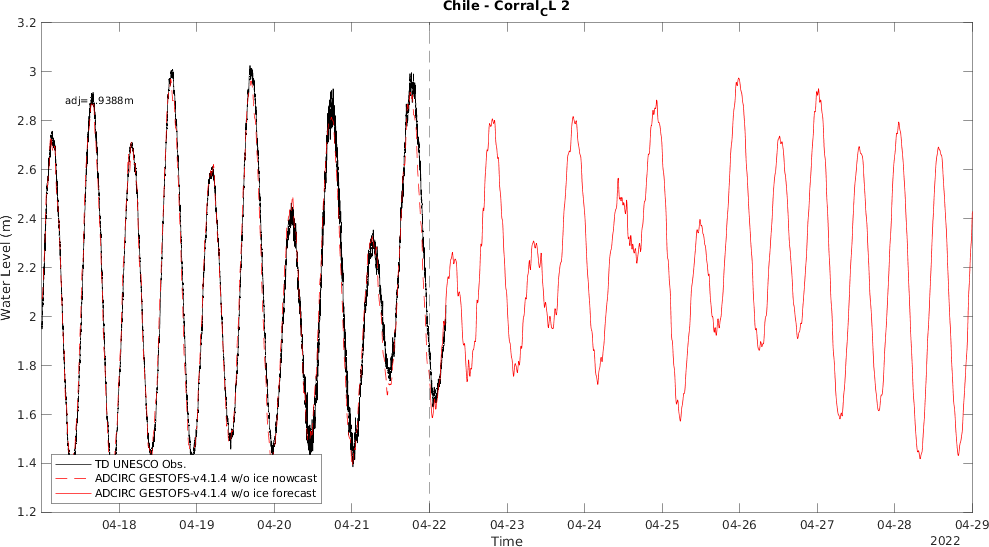 Chile - CorralCL 2
Water Level (m)
3.2
3
2.8
2.6
2.4
2.2
2
1.8
1.6
1.4
1.2
adj=1.9388m
TD UNESCO Obs.
ADCIRC GESTOFS-v4.1.4 w/o ice nowcast
ADCIRC GESTOFS-v4.1.4 w/o ice forecast
04-18 04-19 04-20 04-21 04-22 04-23 04-24 04-25 04-26 04-27 04-28 04-29
Time
2022